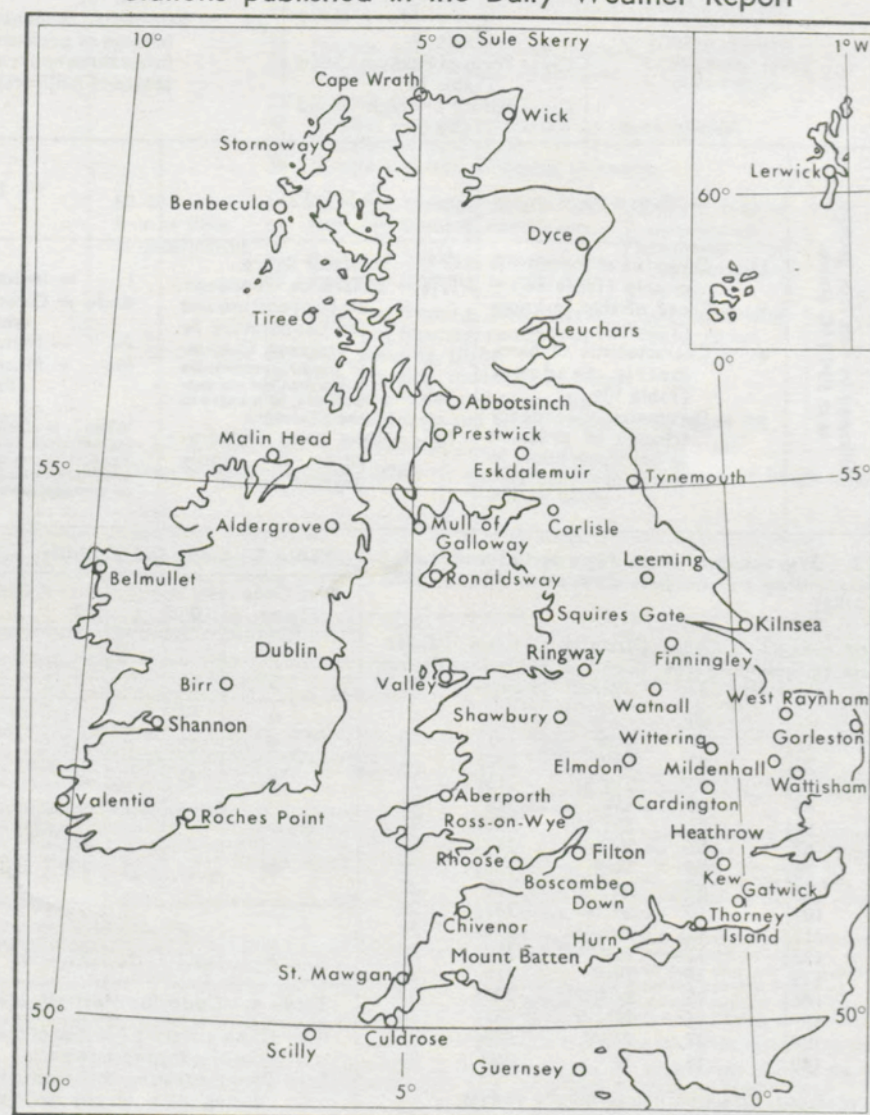 Stations published in the Daily Weather Report
10° 5° Sule Skerry 1° W
Cape Wrath
Wick
Stornoway
Lerwick
Benbecula
60°
Dyce
Tiree
Leuchars
0°
Abbotsinch
Prestwick
Malin Head
Eskdalemuir
55° Tynemouth 55°
Aldergrove
Mull of
Galloway
Carlisle
Belmullet
Leeming
Ronaldsway
Squires Gate
Kilnsea
Dublin
Ringway
Finningley
Birr
Valley
Watnall
West Raynham
Shannon
Shawbury
Wittering
Gorleston
Elmdon
Mildenhall
Wattisham
Valentia
Aberporth
Cardington
Roches Point
Ross-on-Wye
Heathrow
Rhoose
Filton
Kew
Boscombe
Down
Gatwick
Chivenor
Thorney
Island
Hurn
Mount Batten
St. Mawgan
50° 50°
Culdrose
Scilly
Guernsey
10° 5° 0°